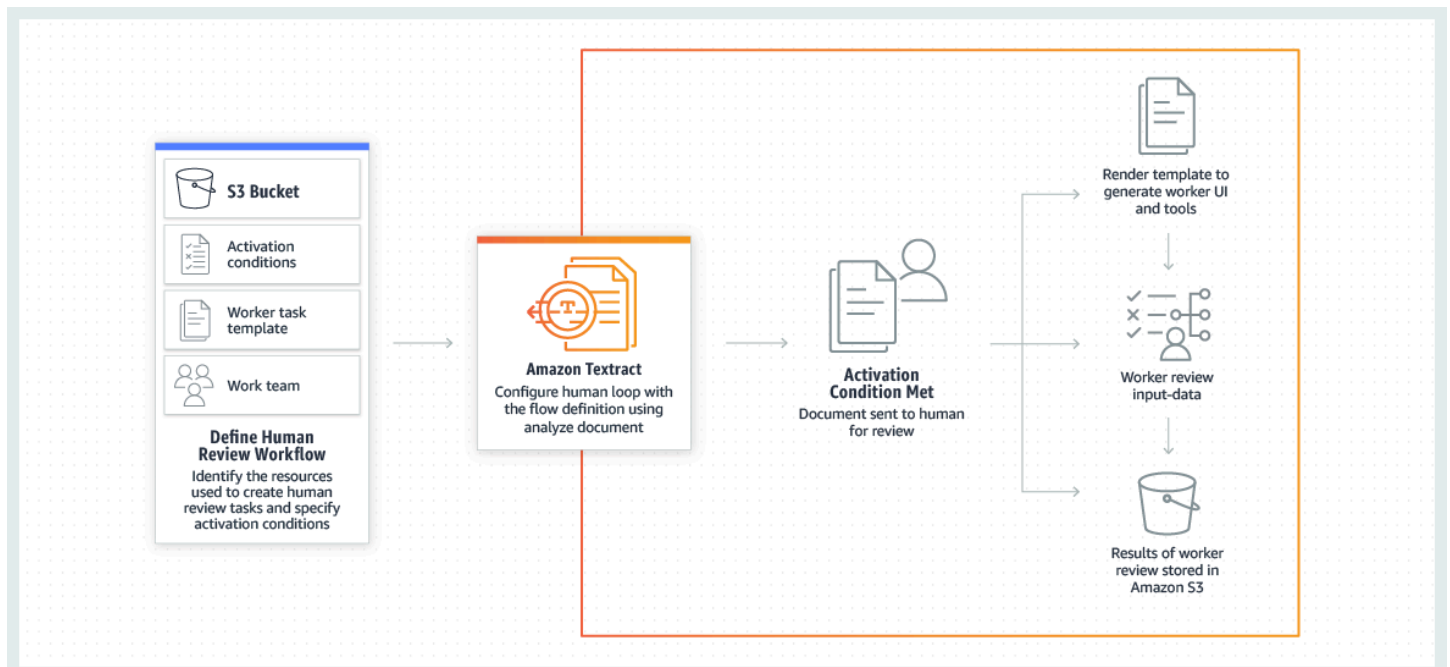 S3 Bucket
Activation
conditions
Worker task
template
Work team
Define Human
Review Workflow
Identify the resources
used to create human
review tasks and specify
activation conditions
T
Amazon Textract
Configure human loop with
the flow definition using
analyze document
Activation
Condition Met
Document sent to human
for review
Render template to
generate worker UI
and tools
Worker review
input-data
Results of worker
review stored in
Amazon S3